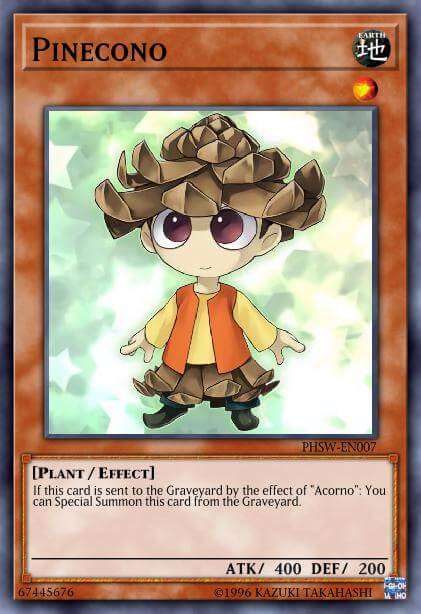 Pinecono
EARTH
地
PHSW-EN007
[Plant / Effect]
If this card is sent to the Graveyard by the effect of "Acorno": You
can Special Summon this card from the Graveyard.
ATK/ 400 DEF/ 200
67445676
©1996 KAZUKI TAKAHASHI